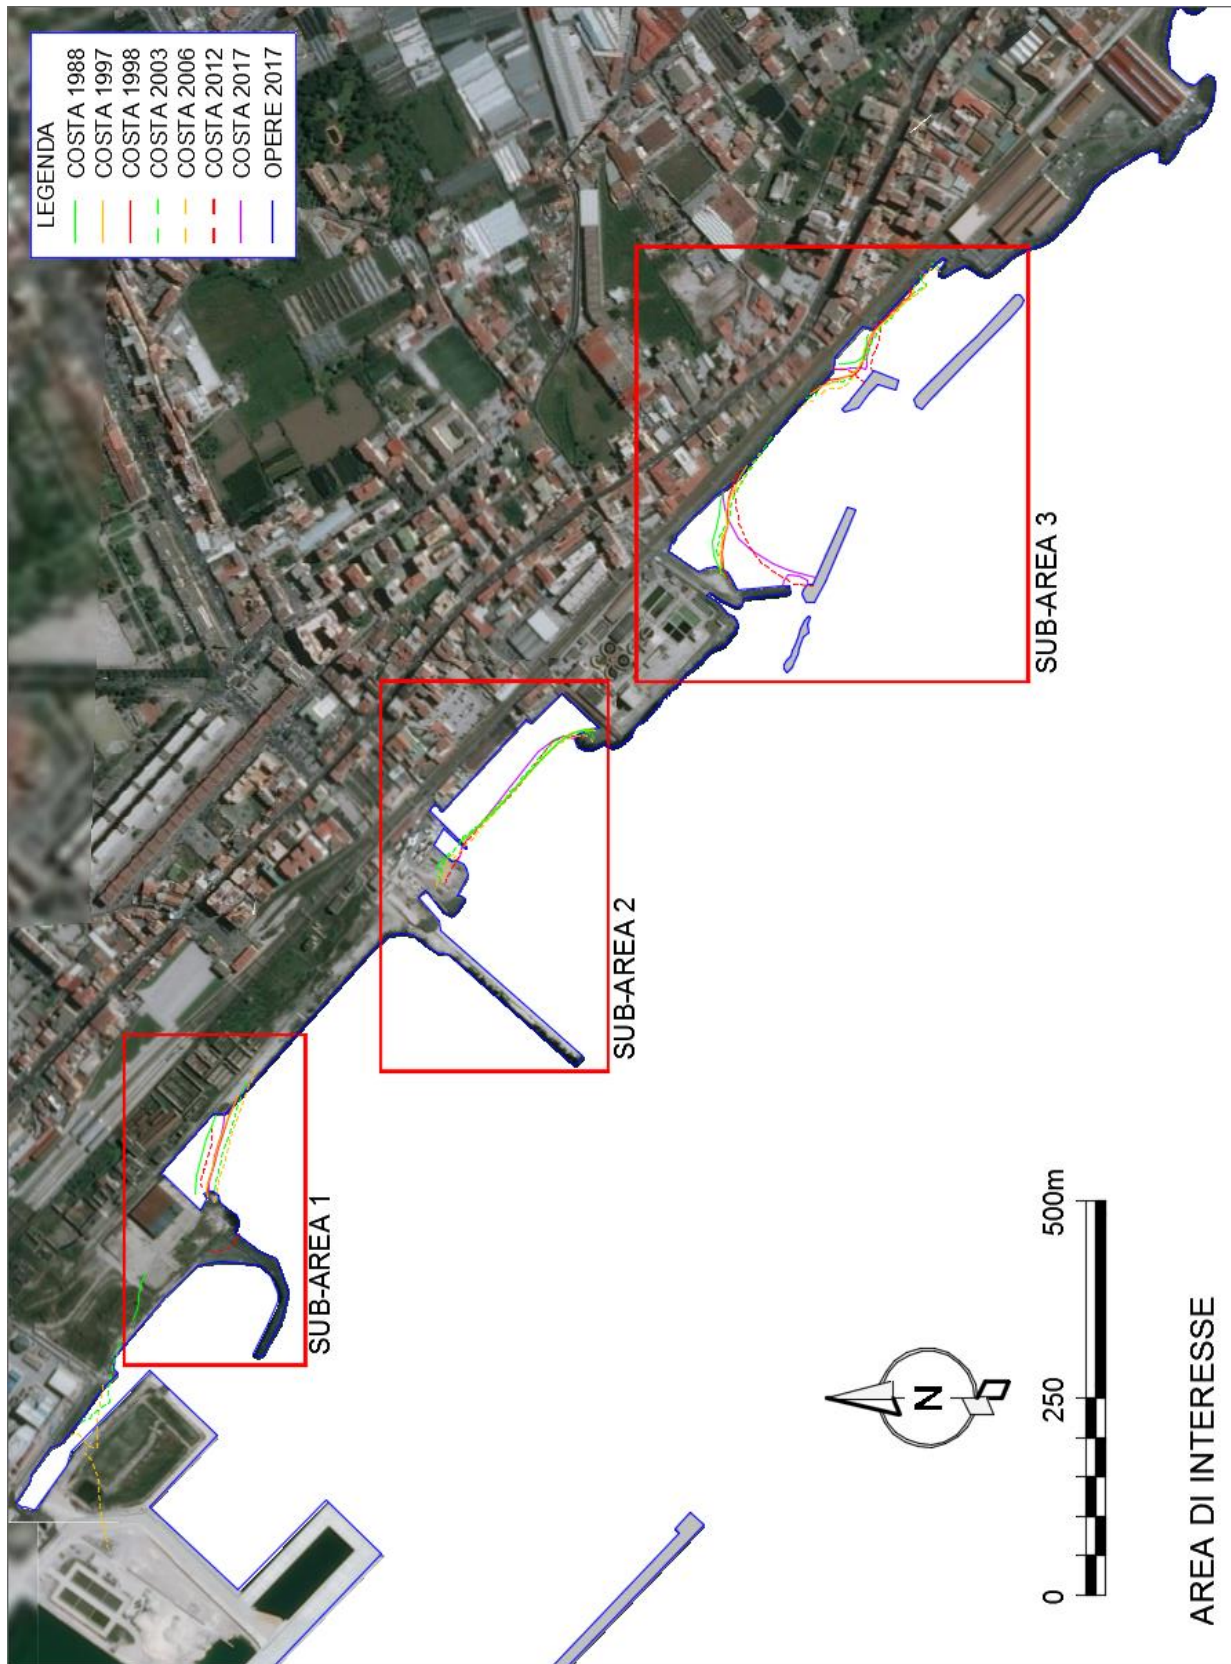 LEGENDA
COSTA 1988
COSTA 1997
COSTA 1998
COSTA 2003
COSTA 2006
COSTA 2012
COSTA 2017
OPERE 2017
SUB-AREA 1
SUB-AREA 2
SUB-AREA 3
N
0 250 500m
AREA DI INTERESSE